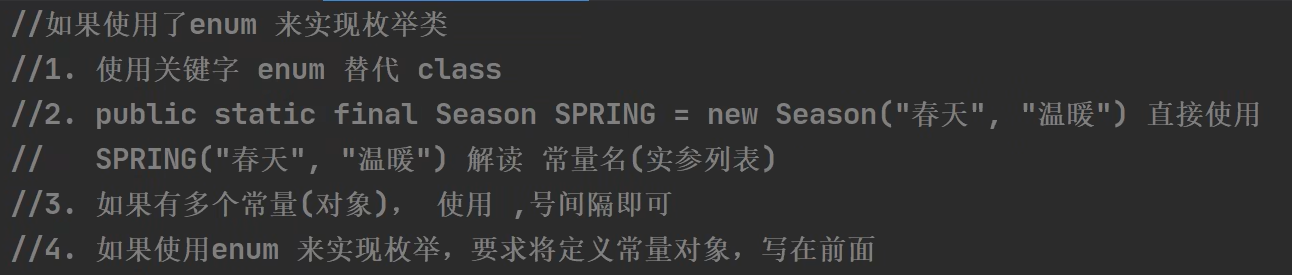 //如果使用了enum 来实现枚举类
//1. 使用关键字 enum 替代 class
//2. public static final Season SPRING = new Season("春天", "温暖") 直接使用
//   SPRING("春天", "温暖") 解读 常量名(实参列表)
//3. 如果有多个常量(对象)， 使用 ,号间隔即可
//4. 如果使用enum 来实现枚举，要求将定义常量对象，写在前面